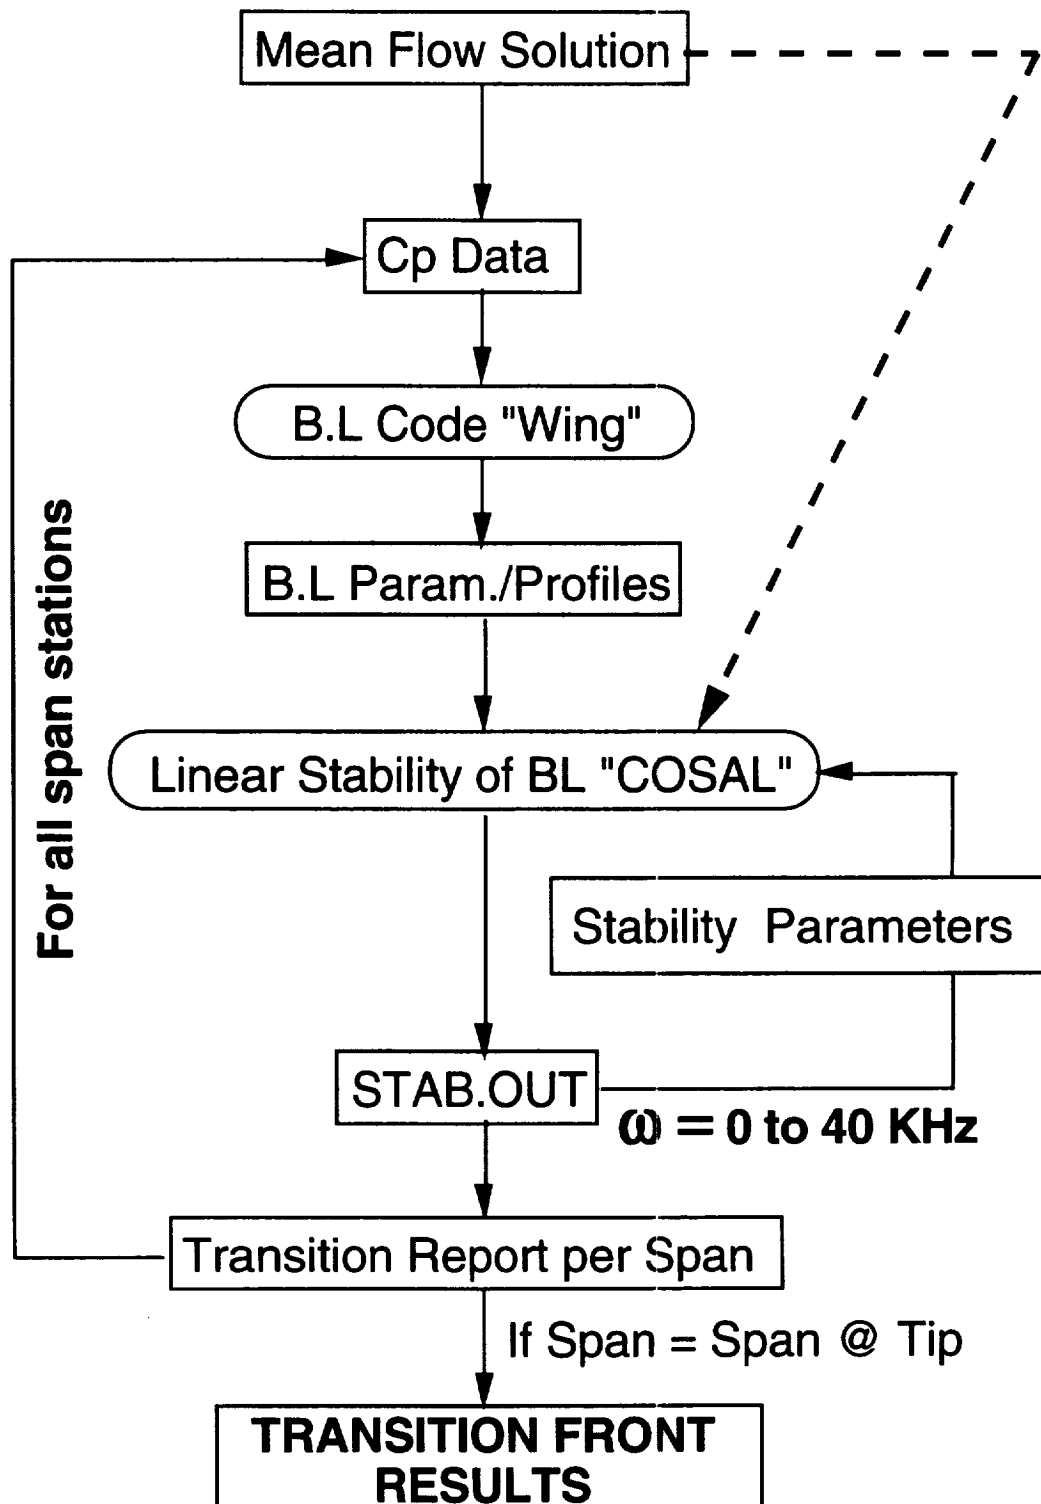 Mean Flow Solution
Cp Data
B.L Code "Wing"
B.L Param./Profiles
For all span stations
Linear Stability of BL "COSAL"
Stability Parameters
STAB.OUT
ω = 0 to 40 KHz
Transition Report per Span
If Span = Span @ Tip
TRANSITION FRONT
RESULTS